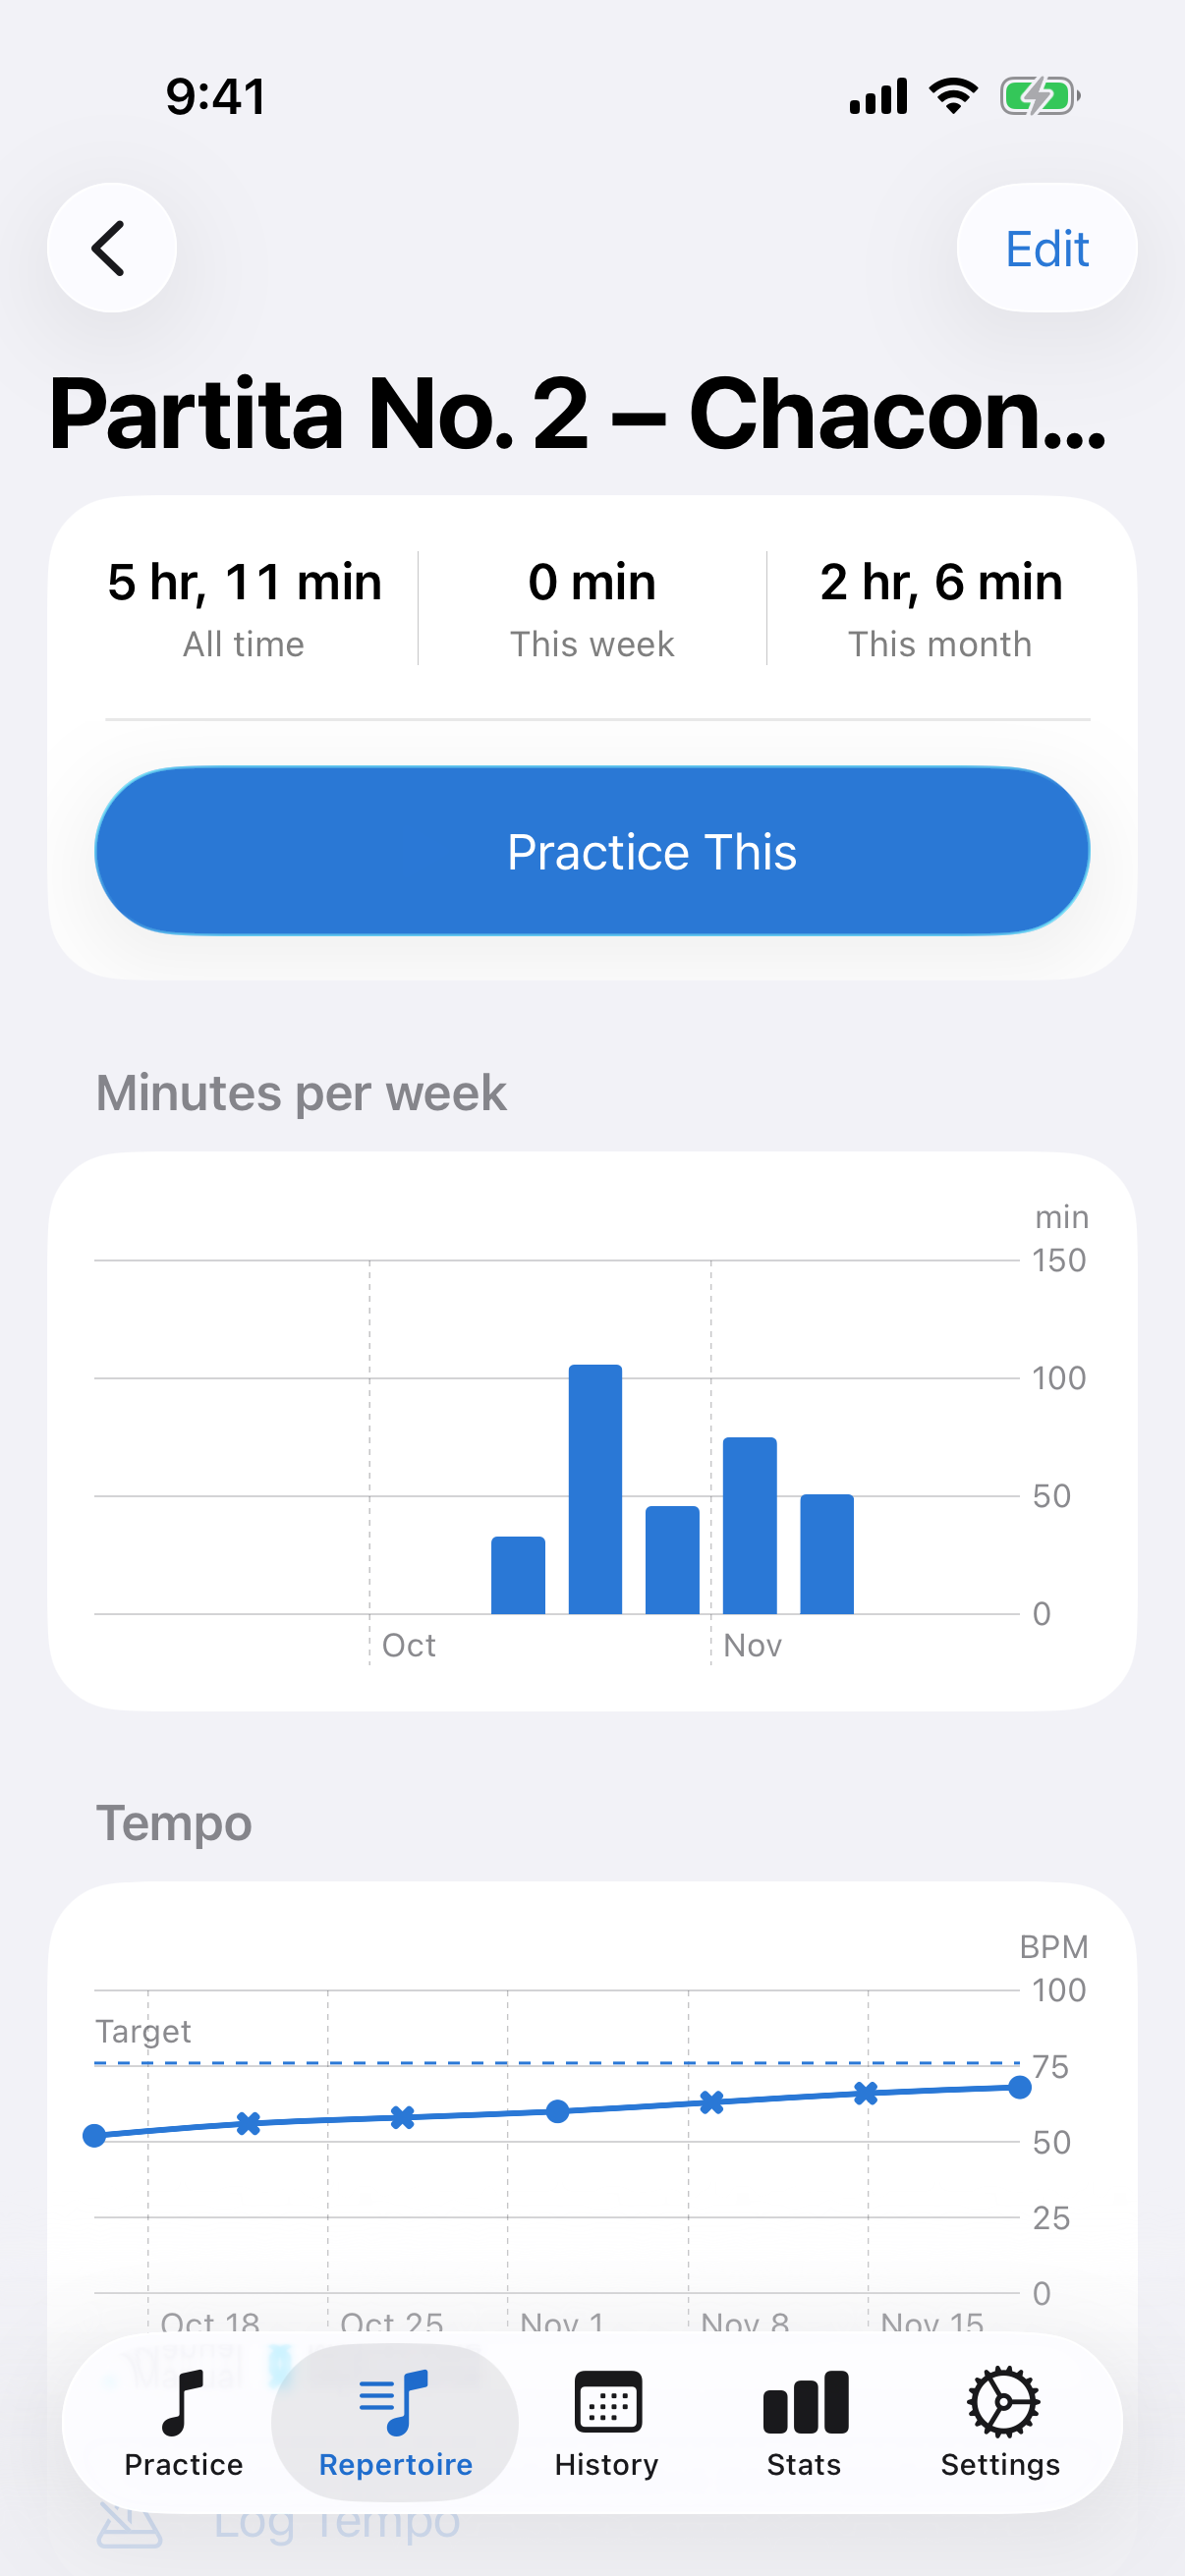 9:41
Edit
Partita No. 2 – Chacon...
5 hr, 11 min
0 min
2 hr, 6 min
All time
This week
This month
Practice This
Minutes per week
min
150
100
50
0
Oct
Nov
Tempo
BPM
100
Target
75
50
25
0
Oct 18
Oct 25
Nov 1
Nov 8
Nov 15
Practice
Repertoire
History
Stats
Settings
Log Tempo